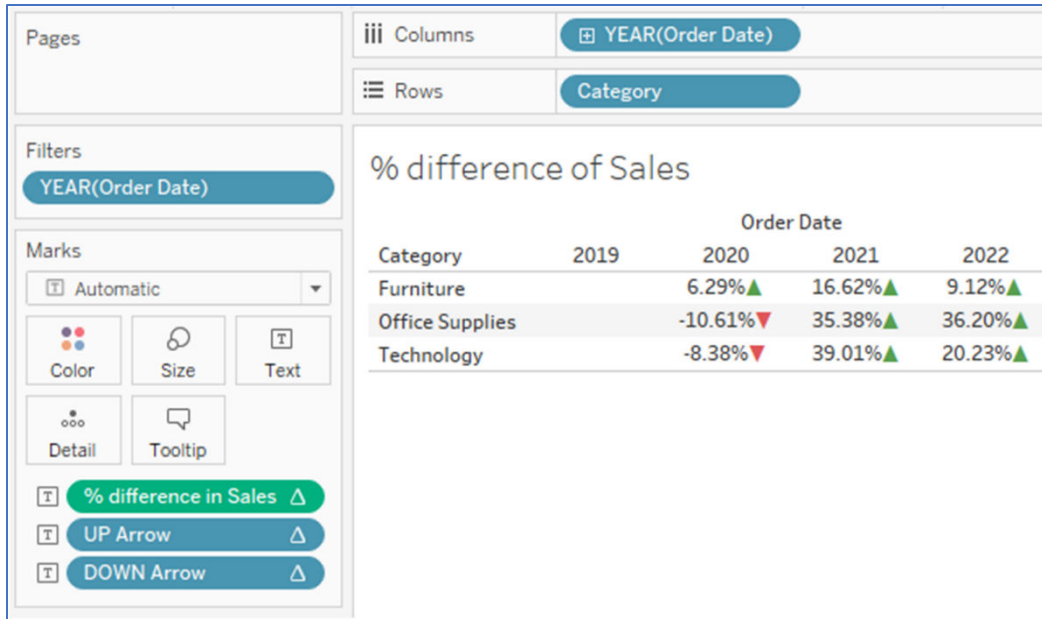 Pages
Columns
YEAR(Order Date)
Rows
Category
Filters
YEAR(Order Date)
Marks
T Automatic
Color Size T Text
Detail Tooltip
T % difference in Sales Δ
T UP Arrow Δ
T DOWN Arrow Δ
% difference of Sales
Order Date
Category 2019 2020 2021 2022
Furniture 6.29%▲ 16.62%▲ 9.12%▲
Office Supplies -10.61%▼ 35.38%▲ 36.20%▲
Technology -8.38%▼ 39.01%▲ 20.23%▲